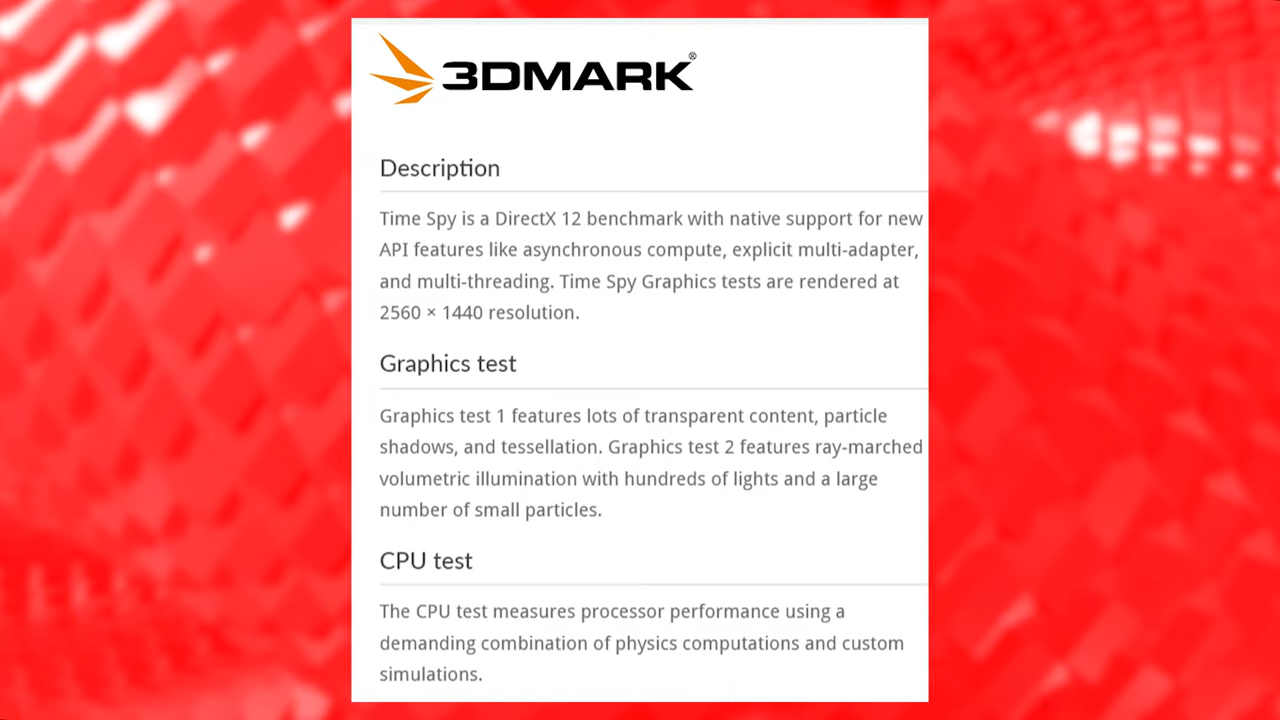 3DMARK®
Description
Time Spy is a DirectX 12 benchmark with native support for new
API features like asynchronous compute, explicit multi-adapter,
and multi-threading. Time Spy Graphics tests are rendered at
2560 × 1440 resolution.
Graphics test
Graphics test 1 features lots of transparent content, particle
shadows, and tessellation. Graphics test 2 features ray-marched
volumetric illumination with hundreds of lights and a large
number of small particles.
CPU test
The CPU test measures processor performance using a
demanding combination of physics computations and custom
simulations.